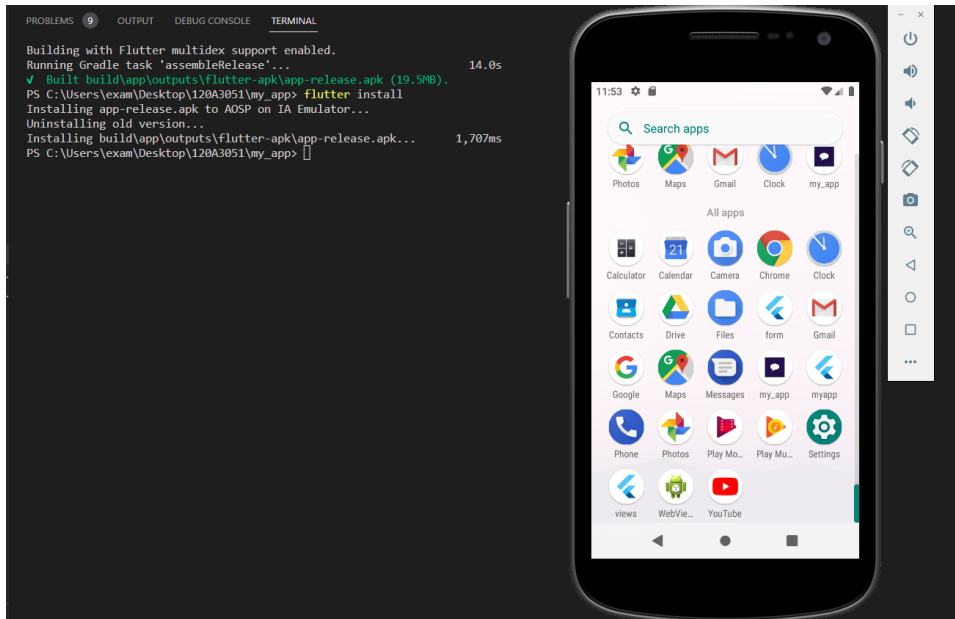 PROBLEMS 9 OUTPUT DEBUG CONSOLE TERMINAL
Building with Flutter multidex support enabled.
Running Gradle task 'assembleRelease'... 14.0s
√ Built build\app\outputs\flutter-apk\app-release.apk (19.5MB).
PS C:\Users\exam\Desktop\120A3051\my_app> flutter install
Installing app-release.apk to AOSP on IA Emulator...
Uninstalling old version...
Installing build\app\outputs\flutter-apk\app-release.apk... 1,707ms
PS C:\Users\exam\Desktop\120A3051\my_app>
11:53
Search apps
Photos Maps Gmail Clock my_app
All apps
21
Calculator Calendar Camera Chrome Clock
Contacts Drive Files form Gmail
Google Maps Messages my_app myapp
Phone Photos Play Mo... Play Mu... Settings
views WebVie... YouTube